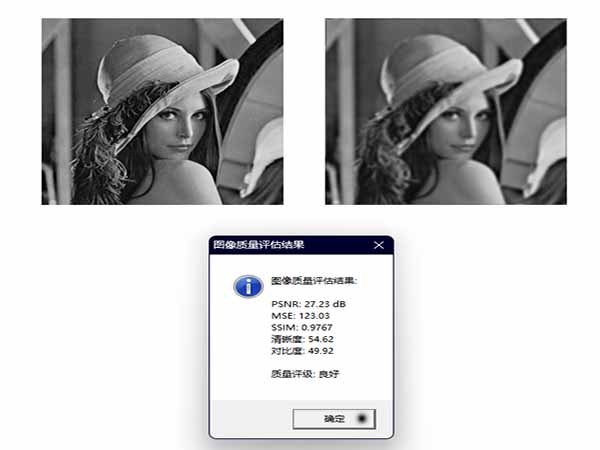 图像质量评估结果
图像质量评估结果:
PSNR: 27.23 dB
MSE: 123.03
SSIM: 0.9767
清晰度: 54.62
对比度: 49.92
质量评级: 良好
确定